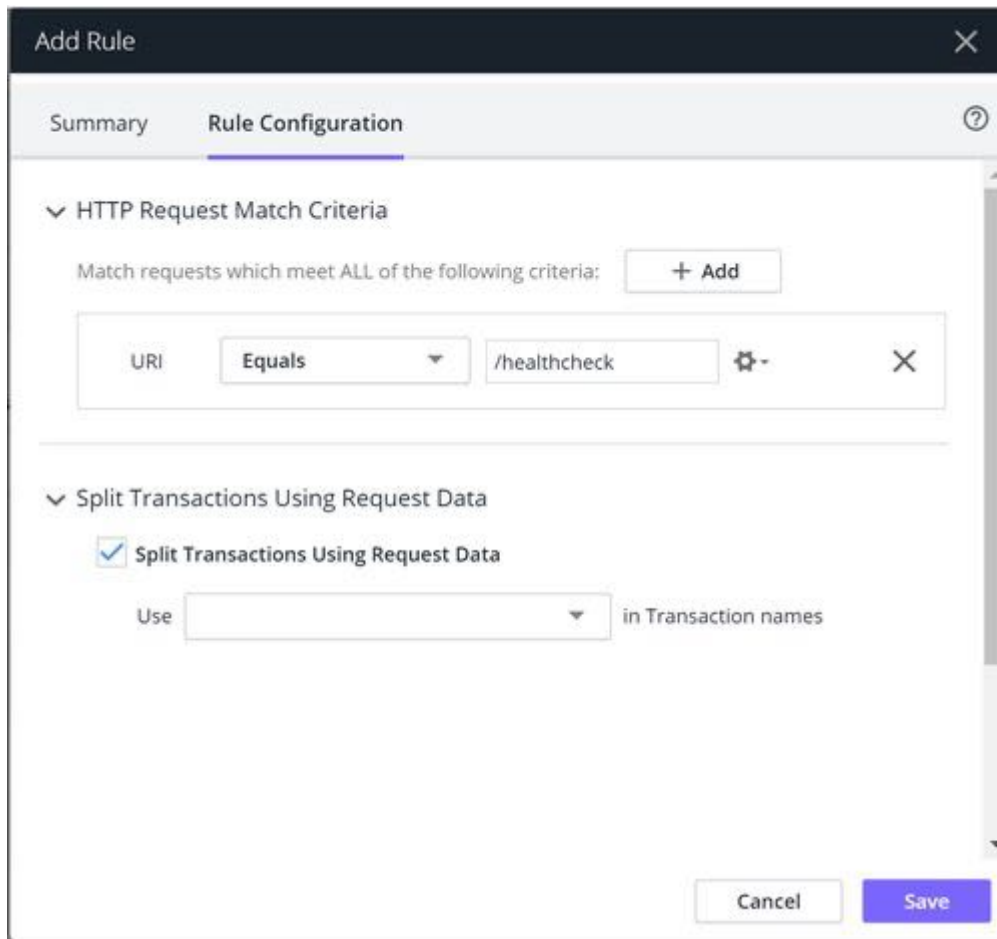 Add Rule
Summary Rule Configuration
HTTP Request Match Criteria
Match requests which meet ALL of the following criteria: + Add
URI Equals /healthcheck
Split Transactions Using Request Data
Split Transactions Using Request Data
Use in Transaction names
Cancel Save